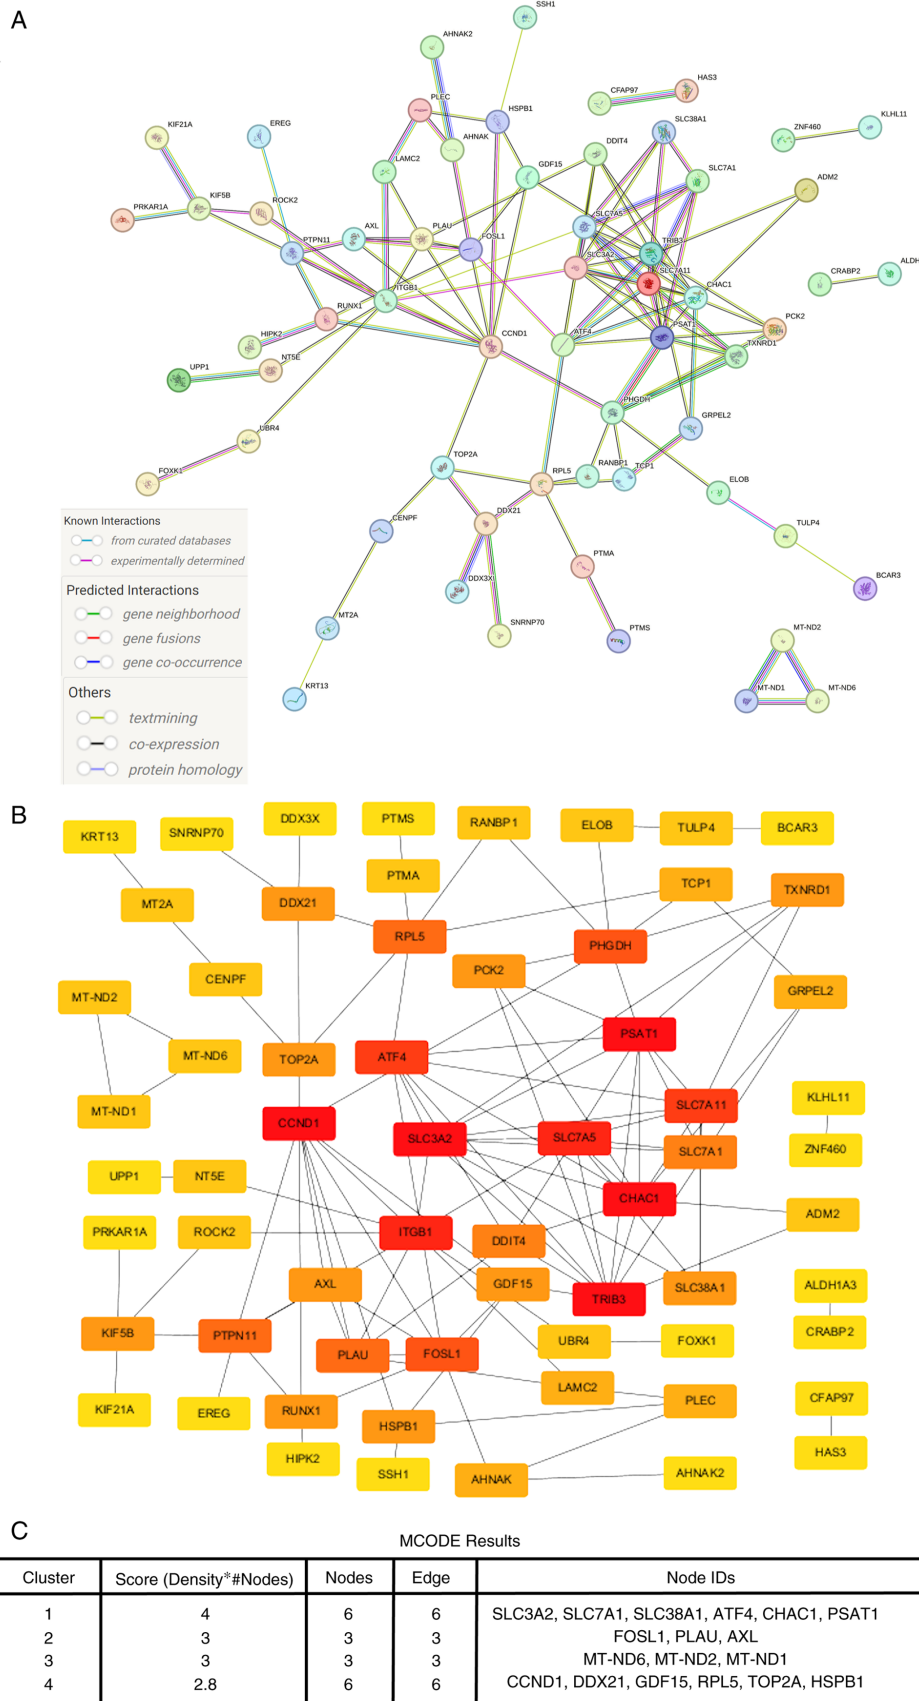 A
SSH1
AHNAK2
HAS3
CFAP97
PLEC
HSPB1
KLHL11
ZNF460
SLC38A1
KIF21A
EREG
AHNAK
DDIT4
LAMC2
GDF15
SLC7A1
ADM2
KIF5B
ROCK2
PRKAR1A
SLC7A5
AXL
PLAU
FOSL1
PTPN11
TRIB3
SLC3A2
ALDH
CRABP2
SLC7A11
CHAC1
ITGB1
RUNX1
PCK2
CCND1
ATF4
PSAT1
HIPK2
TXNRD1
NT5E
UPP1
PHGDH
GRPEL2
UBR4
TOP2A
RPL5
RANBP1
TCP1
FOXK1
ELOB
DDX21
CENPF
TULP4
PTMA
DDX3X
BCAR3
MT2A
SNRNP70
PTMS
MT-ND2
KRT13
MT-ND1
MT-ND6
Known Interactions
from curated databases
experimentally determined
Predicted Interactions
gene neighborhood
gene fusions
gene co-occurrence
Others
textmining
co-expression
protein homology
B
KRT13
SNRNP70
DDX3X
PTMS
RANBP1
ELOB
TULP4
BCAR3
PTMA
TCP1
TXNRD1
MT2A
DDX21
RPL5
PHGDH
CENPF
PCK2
GRPEL2
MT-ND2
PSAT1
MT-ND6
TOP2A
ATF4
MT-ND1
CCND1
SLC3A2
SLC7A5
SLC7A11
KLHL11
SLC7A1
ZNF460
UPP1
NT5E
CHAC1
PRKAR1A
ROCK2
ITGB1
DDIT4
ADM2
AXL
GDF15
TRIB3
SLC38A1
ALDH1A3
KIF5B
PTPN11
PLAU
FOSL1
UBR4
FOXK1
CRABP2
LAMC2
KIF21A
EREG
RUNX1
HSPB1
PLEC
CFAP97
HIPK2
SSH1
AHNAK
AHNAK2
HAS3
C
MCODE Results
Cluster Score (Density*#Nodes) Nodes Edge Node IDs
1 4 6 6 SLC3A2, SLC7A1, SLC38A1, ATF4, CHAC1, PSAT1
2 3 3 3 FOSL1, PLAU, AXL
3 3 3 3 MT-ND6, MT-ND2, MT-ND1
4 2.8 6 6 CCND1, DDX21, GDF15, RPL5, TOP2A, HSPB1